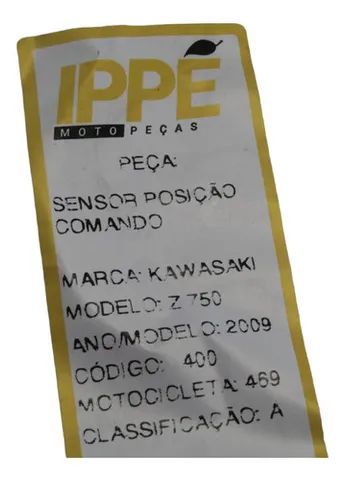 IPPÉ
MOTO PEÇAS
PEÇA:
SENSOR POSIÇÃO
COMANDO
MARCA: KAWASAKI
MODELO: Z 750
ANO/MODELO: 2009
CÓDIGO: 400
MOTOCICLETA: 469
CLASSIFICAÇÃO: A